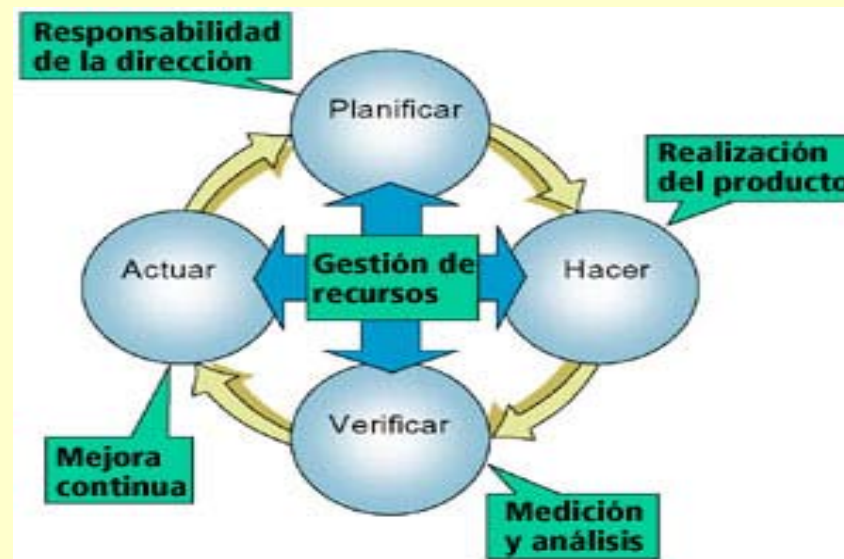 Responsabilidad
de la dirección
Planificar
Realización
del producto
Actuar
Gestión de
recursos
Hacer
Verificar
Mejora
continua
Medición
y análisis